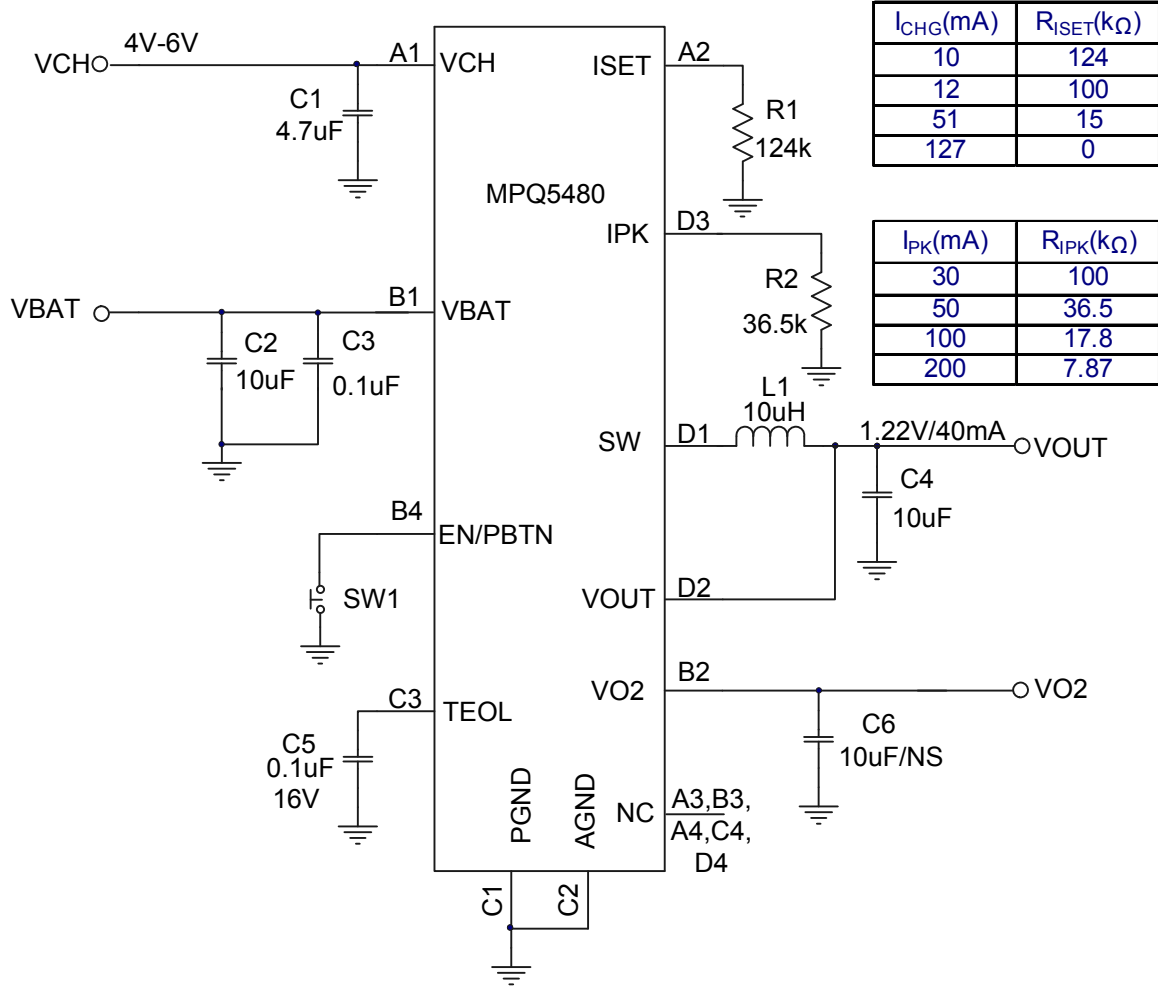 I_CHG(mA) R_ISET(kΩ)
10 124
12 100
51 15
127 0
I_PK(mA) R_IPK(kΩ)
30 100
50 36.5
100 17.8
200 7.87
VCH 4V-6V
A1 VCH
C1
4.7uF
ISET A2
R1
124k
MPQ5480
IPK D3
R2
36.5k
VBAT
B1 VBAT
C2
10uF
C3
0.1uF
L1
10uH
SW D1
1.22V/40mA
VOUT
C4
10uF
B4 EN/PBTN
SW1
VOUT D2
VO2 B2
VO2
C6
10uF/NS
C3 TEOL
C5
0.1uF
16V
PGND
AGND
NC A3,B3,
A4,C4,
D4
C1
C2